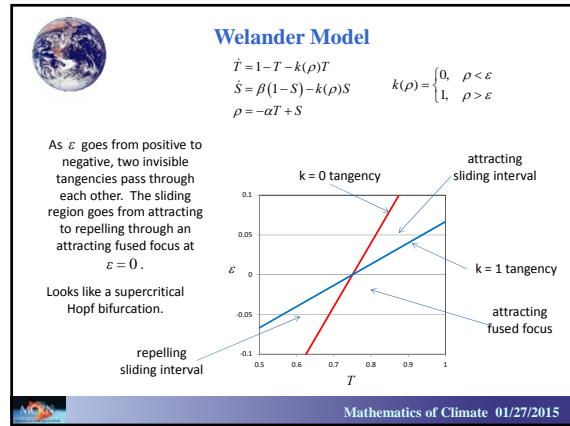 Welander Model
Ṫ = 1 − T − k(ρ)T
Ṡ = β(1 − S) − k(ρ)S
ρ = −αT + S
k(ρ) = {0, ρ < ε
1, ρ > ε
As ε goes from positive to
negative, two invisible
tangencies pass through
each other. The sliding
region goes from attracting
to repelling through an
attracting fused focus at
ε = 0 .
Looks like a supercritical
Hopf bifurcation.
k = 0 tangency
attracting
sliding interval
k = 1 tangency
attracting
fused focus
repelling
sliding interval
0.1
0.05
0
-0.05
-0.1
ε
0.5 0.6 0.7 0.8 0.9 1
T
MCRN
Mathematics of Climate 01/27/2015